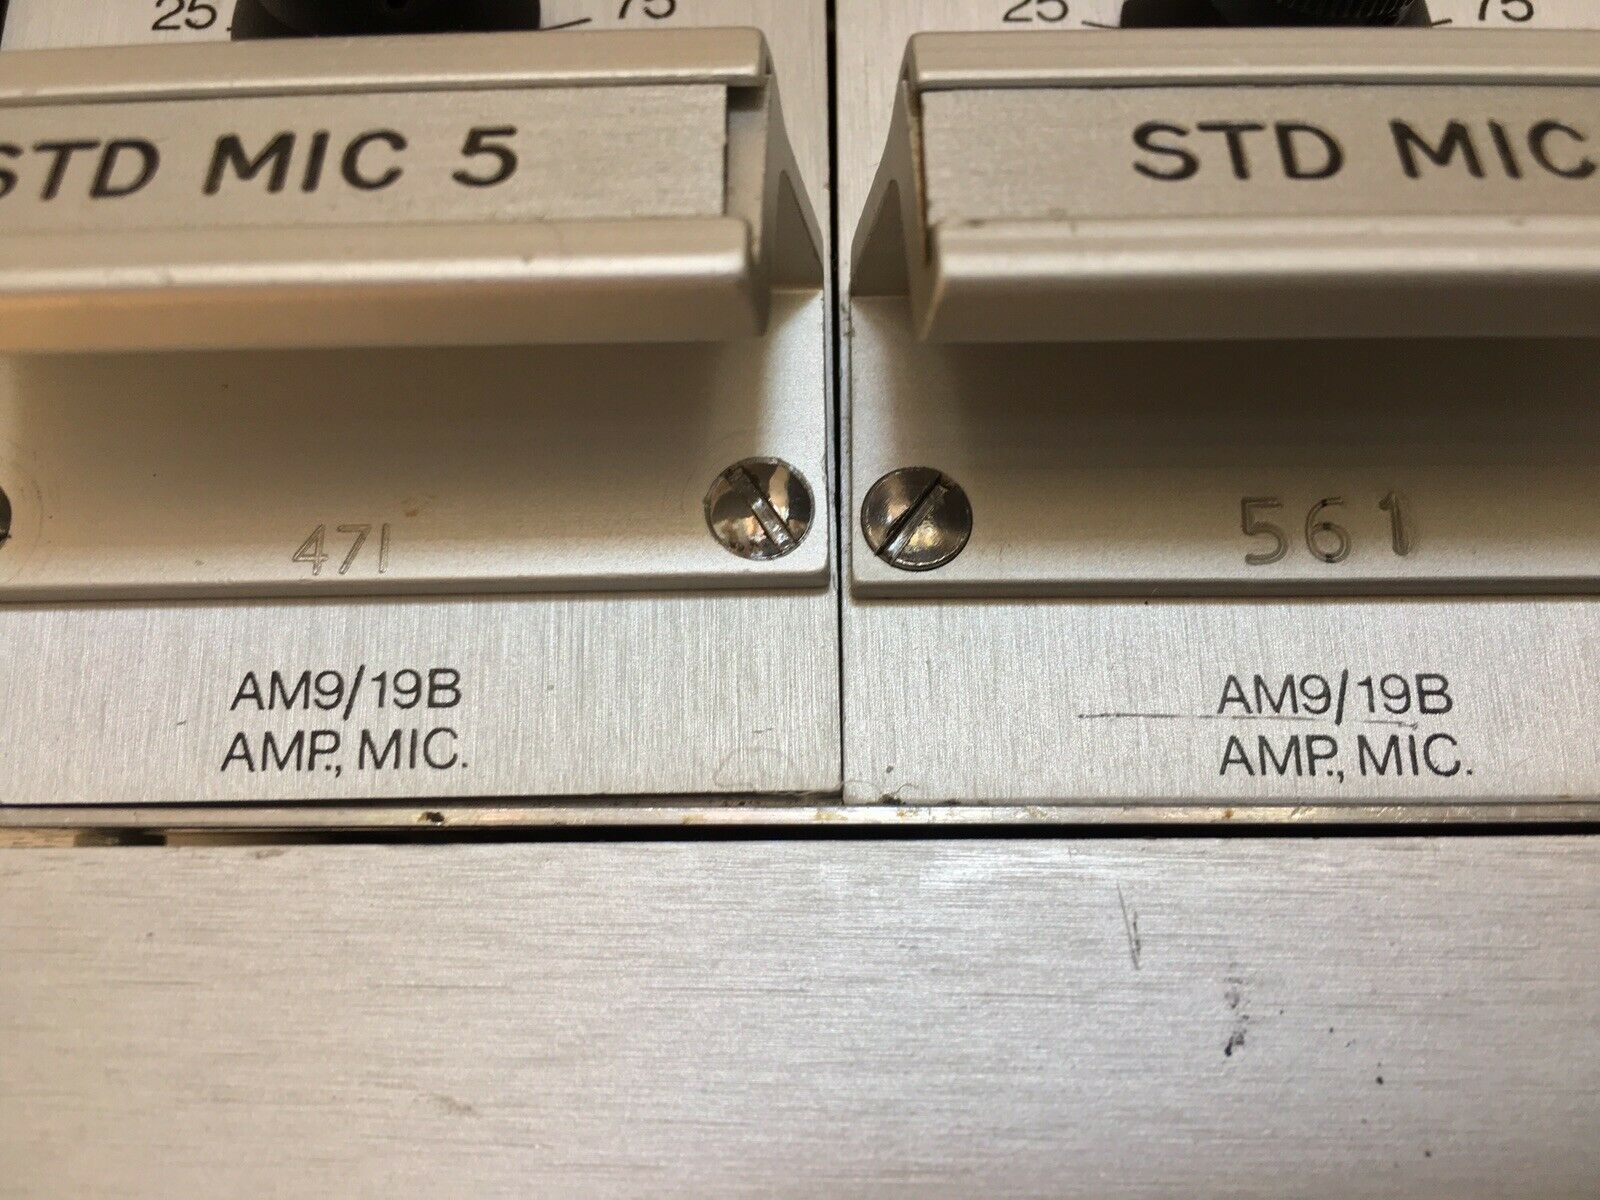 25 75
25 75
STD MIC 5
STD MIC
471
561
AM9/19B
AMP., MIC.
AM9/19B
AMP., MIC.